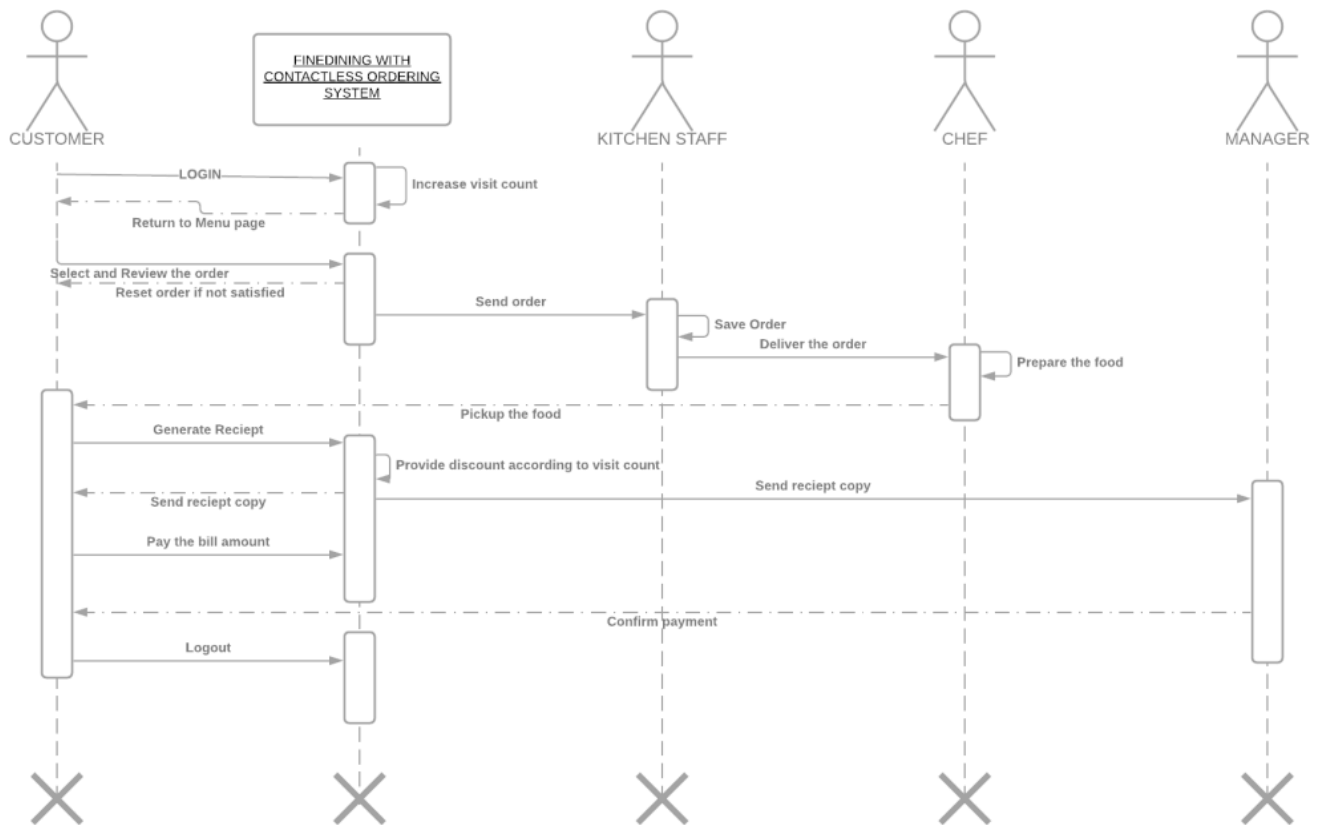 FINEDINING WITH
CONTACTLESS ORDERING
SYSTEM
CUSTOMER
KITCHEN STAFF
CHEF
MANAGER
LOGIN
Increase visit count
Return to Menu page
Select and Review the order
Reset order if not satisfied
Send order
Save Order
Deliver the order
Prepare the food
Pickup the food
Generate Reciept
Provide discount according to visit count
Send reciept copy
Send reciept copy
Pay the bill amount
Confirm payment
Logout